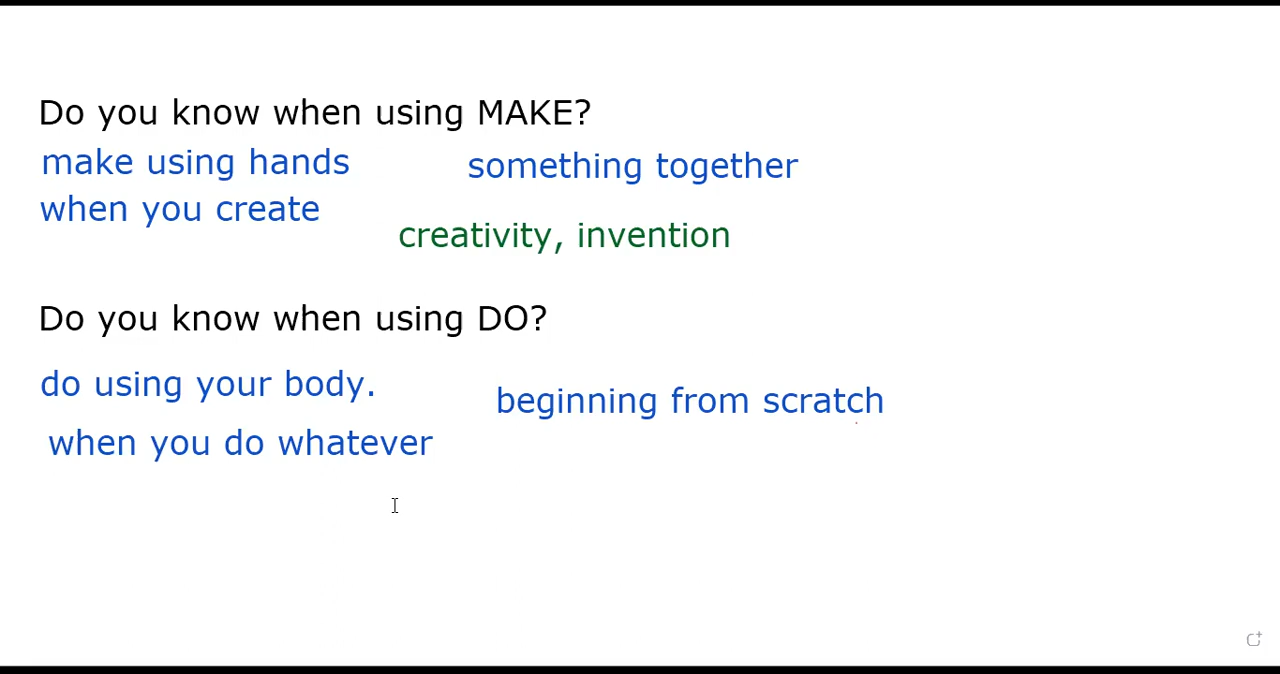 Do you know when using MAKE?
make using hands
something together
when you create
creativity, invention
Do you know when using DO?
do using your body.
beginning from scratch
when you do whatever